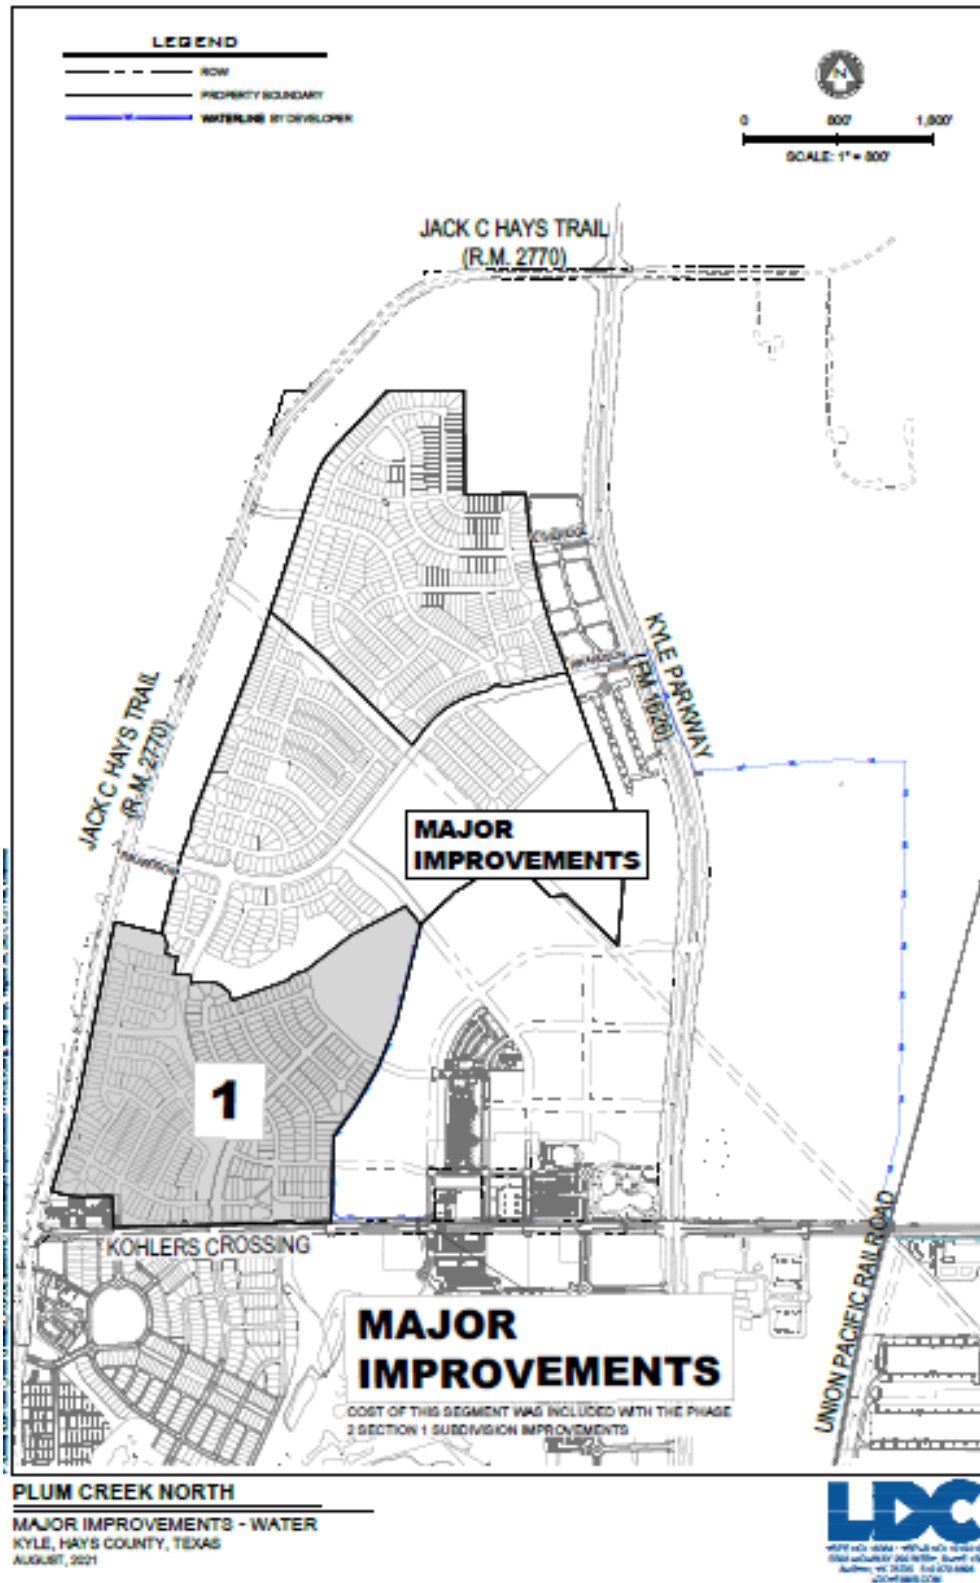 LEGEND
ROW
PROPERTY BOUNDARY
WATERLINE BY DEVELOPER
N
0 800' 1,600'
SCALE: 1" = 800'
JACK C HAYS TRAIL
(R.M. 2770)
KYLE PARKWAY
(FM 1626)
JACK C HAYS TRAIL
(R.M. 2770)
MAJOR
IMPROVEMENTS
1
KOHLERS CROSSING
UNION PACIFIC RAILROAD
MAJOR
IMPROVEMENTS
COST OF THIS SEGMENT WAS INCLUDED WITH THE PHASE
2 SECTION 1 SUBDIVISION IMPROVEMENTS
PLUM CREEK NORTH
MAJOR IMPROVEMENTS - WATER
KYLE, HAYS COUNTY, TEXAS
AUGUST, 2021
LDC